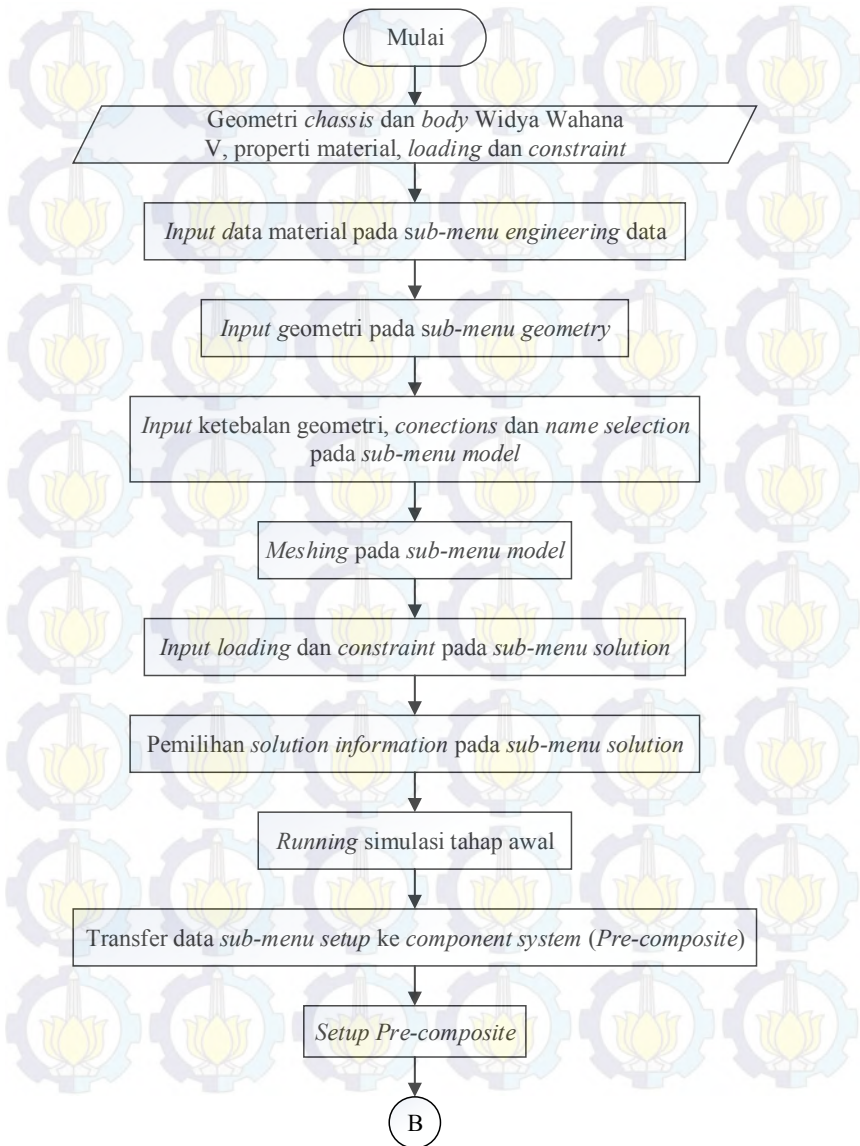 Mulai
Geometri chassis dan body Widya Wahana
V, properti material, loading dan constraint
Input data material pada sub-menu engineering data
Input geometri pada sub-menu geometry
Input ketebalan geometri, conections dan name selection
pada sub-menu model
Meshing pada sub-menu model
Input loading dan constraint pada sub-menu solution
Pemilihan solution information pada sub-menu solution
Running simulasi tahap awal
Transfer data sub-menu setup ke component system (Pre-composite)
Setup Pre-composite
B